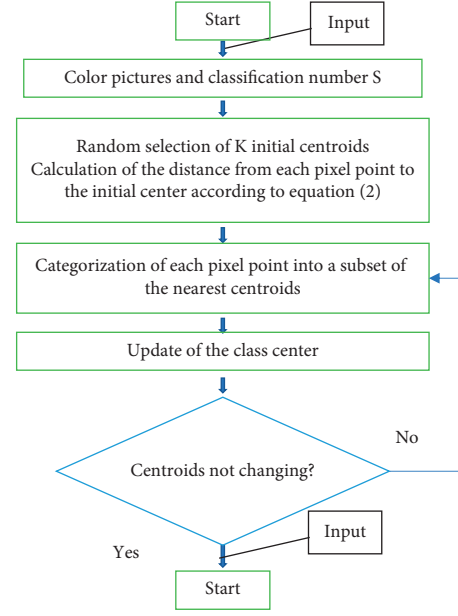 Start
Input
Color pictures and classification number S
Random selection of K initial centroids
Calculation of the distance from each pixel point to
the initial center according to equation (2)
Categorization of each pixel point into a subset of
the nearest centroids
Update of the class center
No
Centroids not changing?
Input
Yes
Start